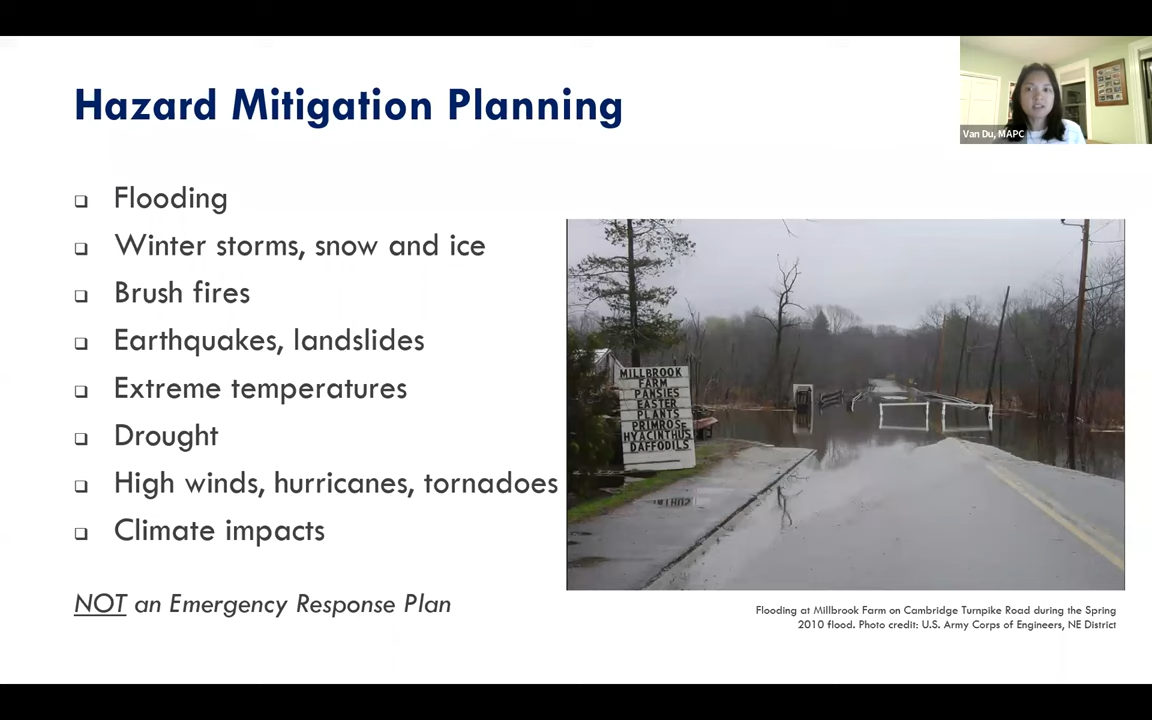 Hazard Mitigation Planning
Van Du, MAPC
Flooding
Winter storms, snow and ice
Brush fires
Earthquakes, landslides
Extreme temperatures
Drought
High winds, hurricanes, tornadoes
Climate impacts
NOT an Emergency Response Plan
MILLBROOK
FARM
PANSIES
EASTER
PLANTS
PRIMROSE
HYACINTHUS
DAFFODILS
Flooding at Millbrook Farm on Cambridge Turnpike Road during the Spring
2010 flood. Photo credit: U.S. Army Corps of Engineers, NE District